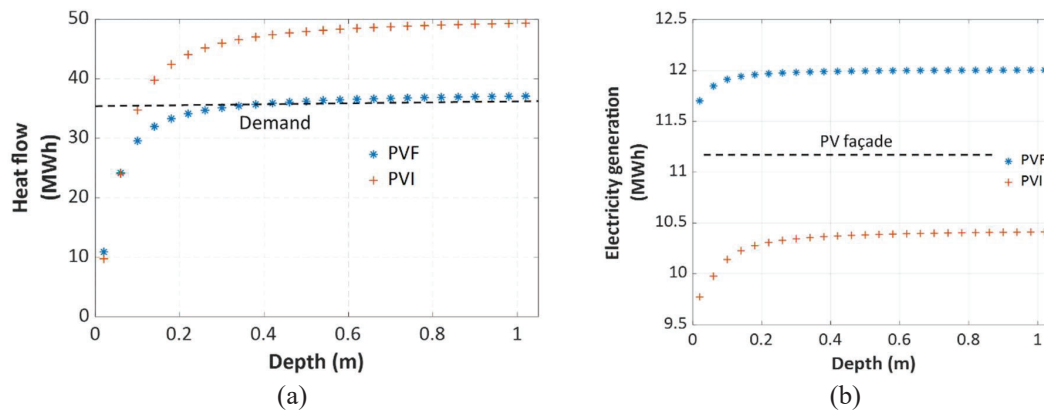 50
40
30
20
10
0
0
0.2
0.4
0.6
0.8
1
Heat flow
(MWh)
Depth (m)
Demand
PVF
PVI
(a)
12.5
12
11.5
11
10.5
10
9.5
0
0.2
0.4
0.6
0.8
1
Electricity generation
(MWh)
Depth (m)
PV façade
PVF
PVI
(b)